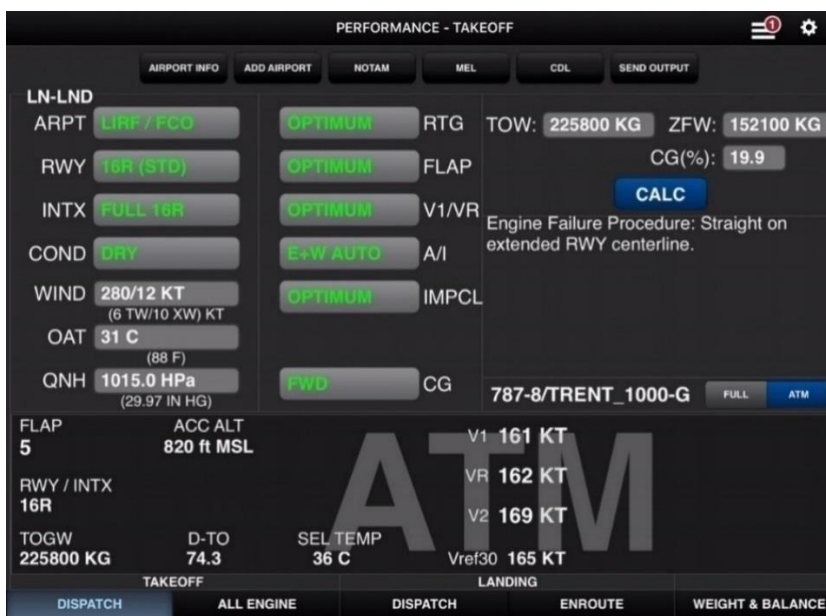 PERFORMANCE - TAKEOFF
1
AIRPORT INFO ADD AIRPORT NOTAM MEL CDL SEND OUTPUT
LN-LND
ARPT LIRF / FCO OPTIMUM RTG TOW: 225800 KG ZFW: 152100 KG
RWY 16R (STD) OPTIMUM FLAP CG(%): 19.9
INTX FULL 16R OPTIMUM V1/VR CALC
COND DRY E+W AUTO A/I Engine Failure Procedure: Straight on
extended RWY centerline.
WIND 280/12 KT OPTIMUM IMPCL
(6 TW/10 XW) KT
OAT 31 C
(88 F)
QNH 1015.0 HPa FWD CG 787-8/TRENT_1000-G FULL ATM
(29.97 IN HG)
FLAP ACC ALT V1 161 KT
5 820 ft MSL
RWY / INTX VR 162 KT
16R
V2 169 KT
TOGW D-TO SEL TEMP
225800 KG 74.3 36 C Vref30 165 KT
ATM
TAKEOFF LANDING
DISPATCH ALL ENGINE DISPATCH ENROUTE WEIGHT & BALANCE